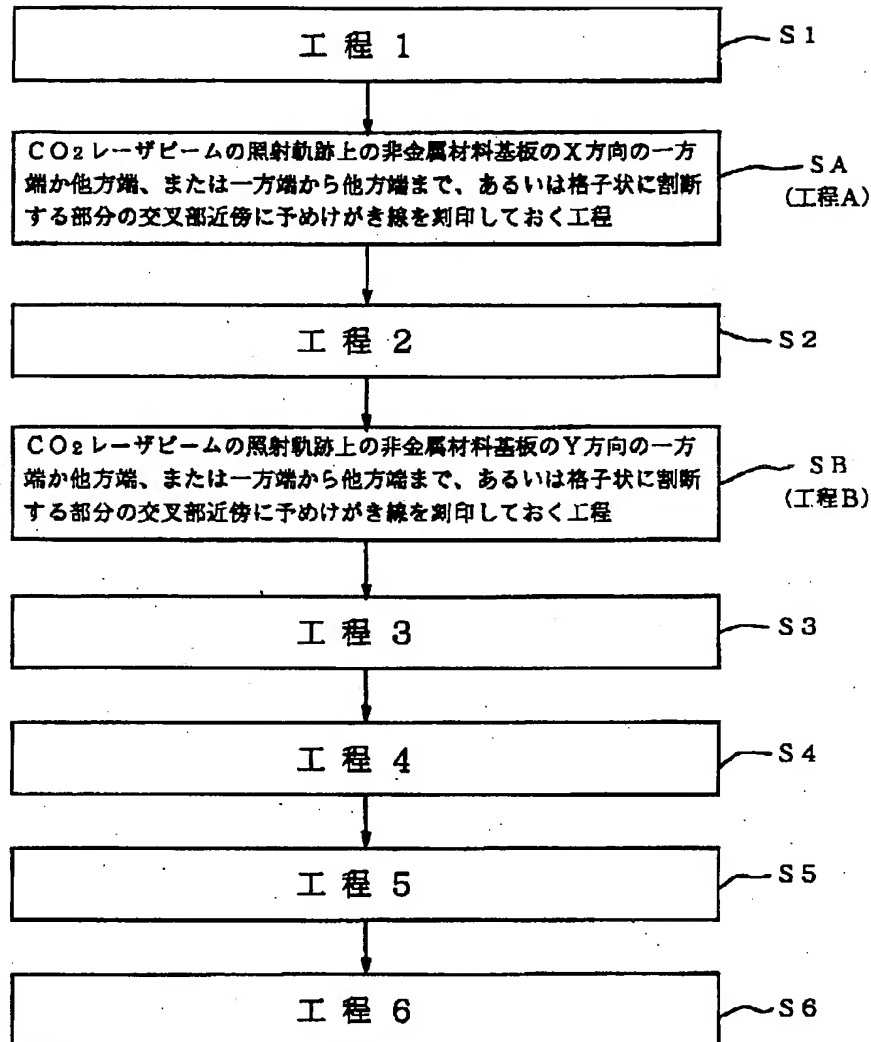 工程 1
S1
CO2レーザビームの照射軌跡上の非金属材料基板のX方向の一方
端か他方端、または一方端から他方端まで、あるいは格子状に割断
する部分の交叉部近傍に予めけがき線を刻印しておく工程
SA
(工程A)
工程 2
S2
CO2レーザビームの照射軌跡上の非金属材料基板のY方向の一方
端か他方端、または一方端から他方端まで、あるいは格子状に割断
する部分の交叉部近傍に予めけがき線を刻印しておく工程
SB
(工程B)
工程 3
S3
工程 4
S4
工程 5
S5
工程 6
S6